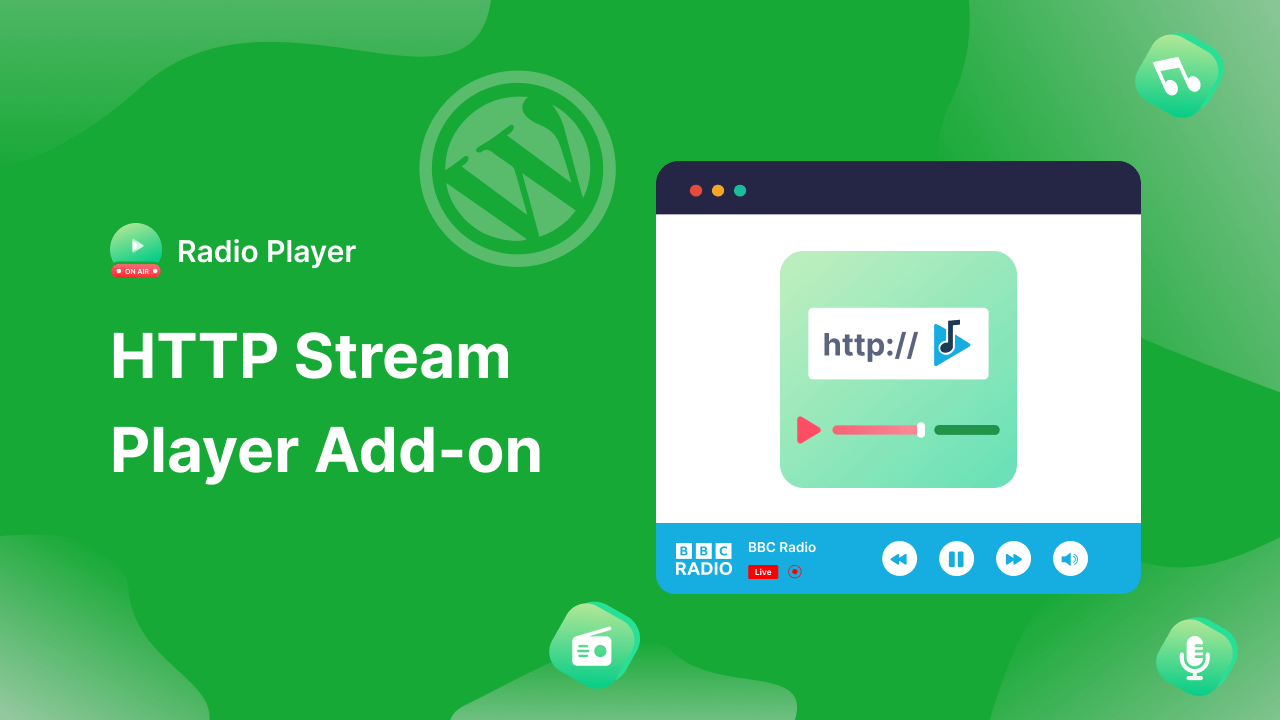 Radio Player
ON AIR
HTTP Stream
Player Add-on
http://
BBC
RADIO
BBC Radio
Live